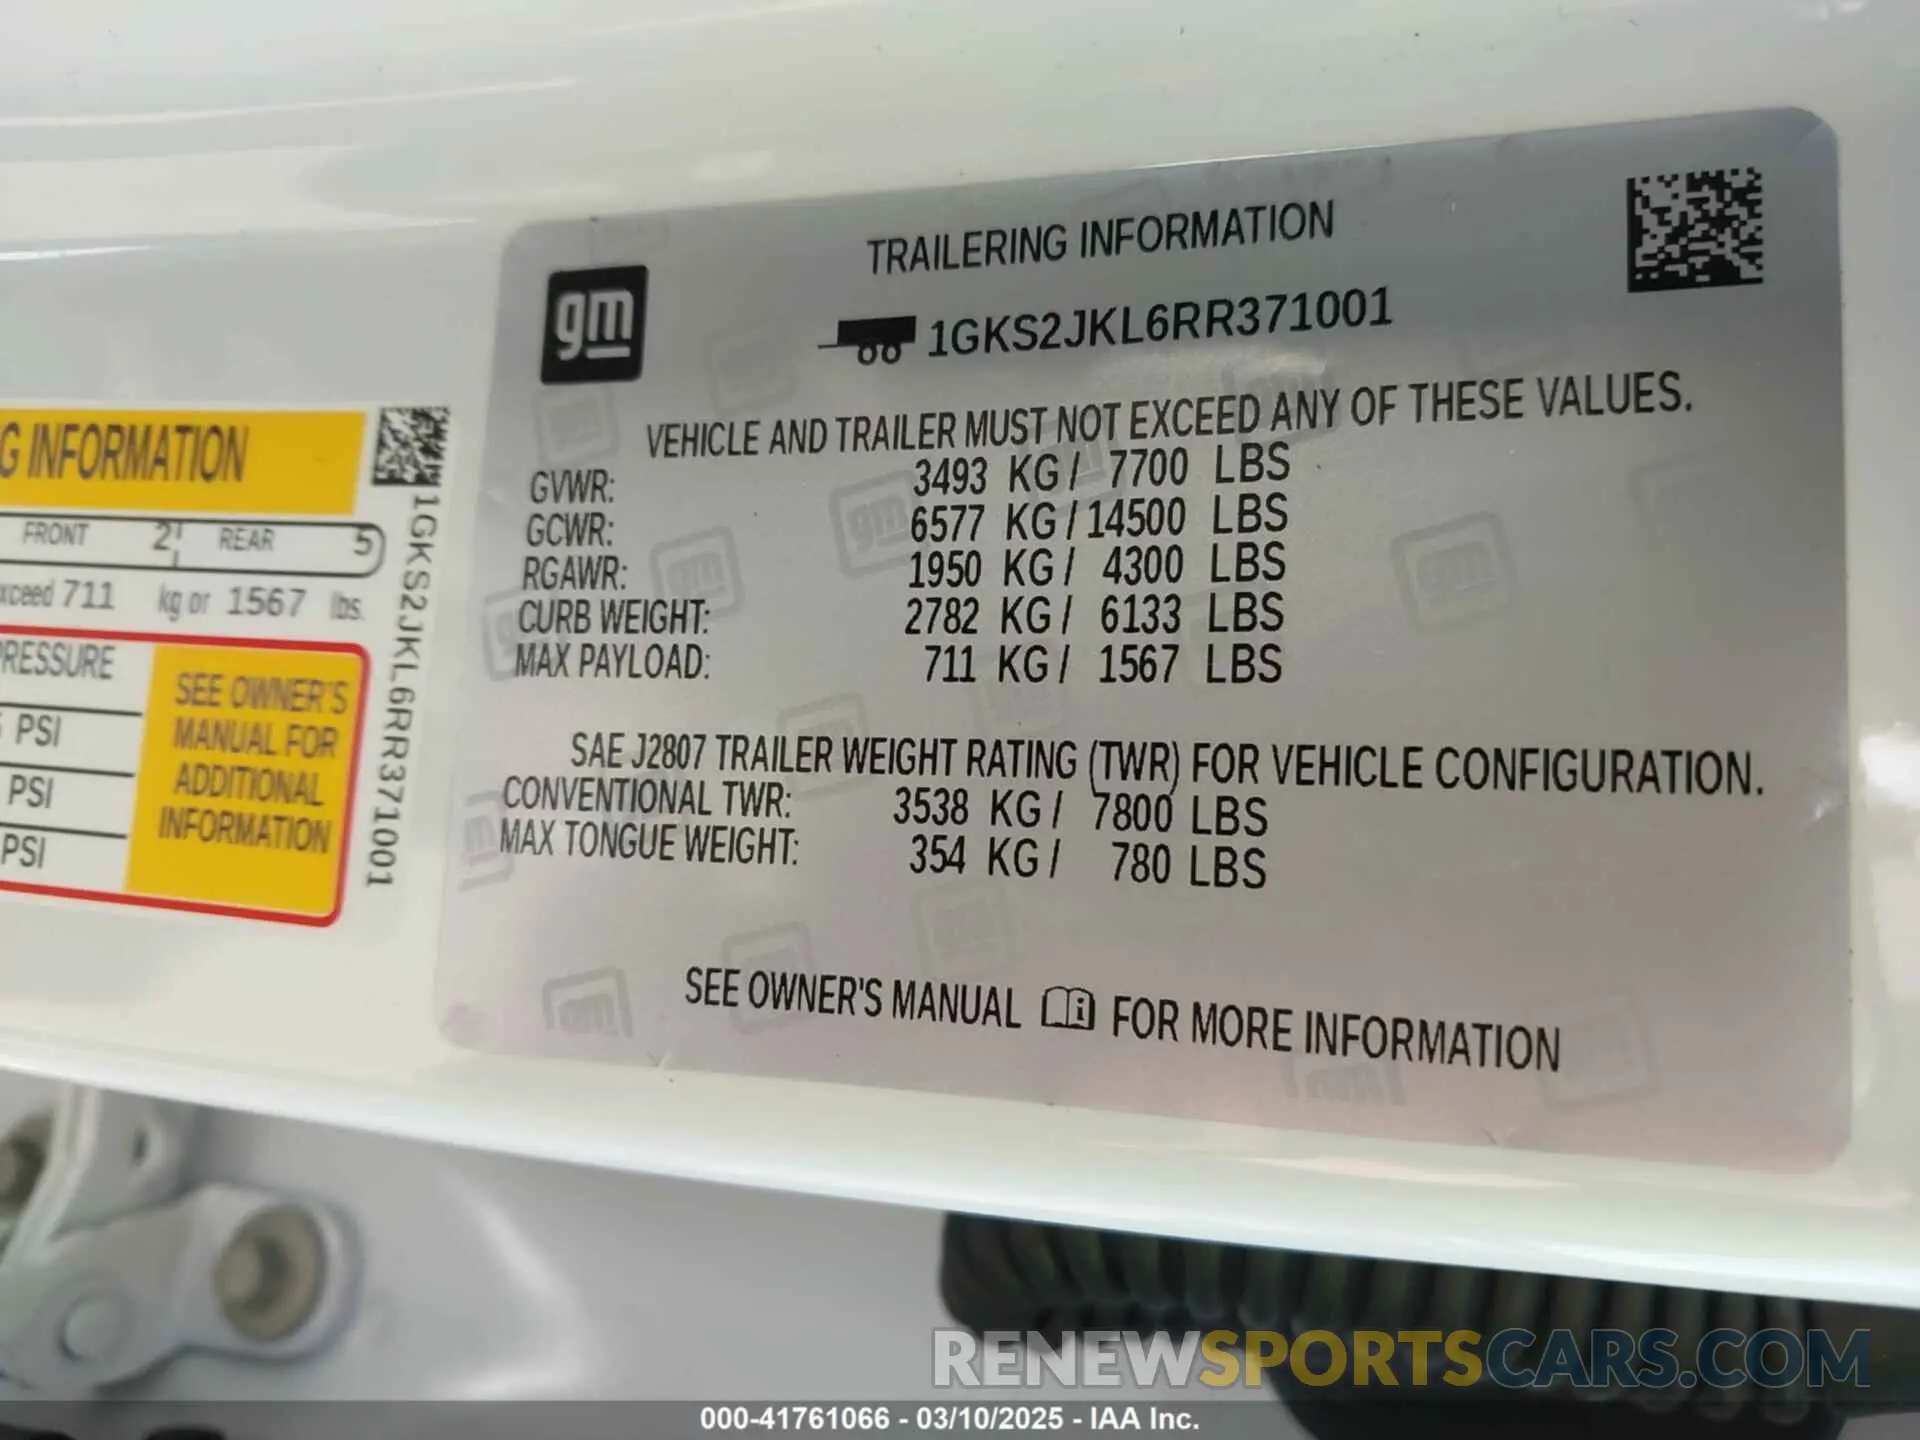 gm
TRAILERING INFORMATION
1GKS2JKL6RR371001
VEHICLE AND TRAILER MUST NOT EXCEED ANY OF THESE VALUES.
GVWR: 3493 KG / 7700 LBS
GCWR: 6577 KG / 14500 LBS
RGAWR: 1950 KG / 4300 LBS
CURB WEIGHT: 2782 KG / 6133 LBS
MAX PAYLOAD: 711 KG / 1567 LBS
SAE J2807 TRAILER WEIGHT RATING (TWR) FOR VEHICLE CONFIGURATION.
CONVENTIONAL TWR: 3538 KG / 7800 LBS
MAX TONGUE WEIGHT: 354 KG / 780 LBS
SEE OWNER'S MANUAL FOR MORE INFORMATION
G INFORMATION
FRONT 2 REAR 5
xceed 711 kg or 1567 lbs.
RESSURE
PSI
PSI
PSI
SEE OWNER'S
MANUAL FOR
ADDITIONAL
INFORMATION
1GKS2JKL6RR371001
RENEWSPORTSCARS.COM
000-41761066 - 03/10/2025 - IAA Inc.